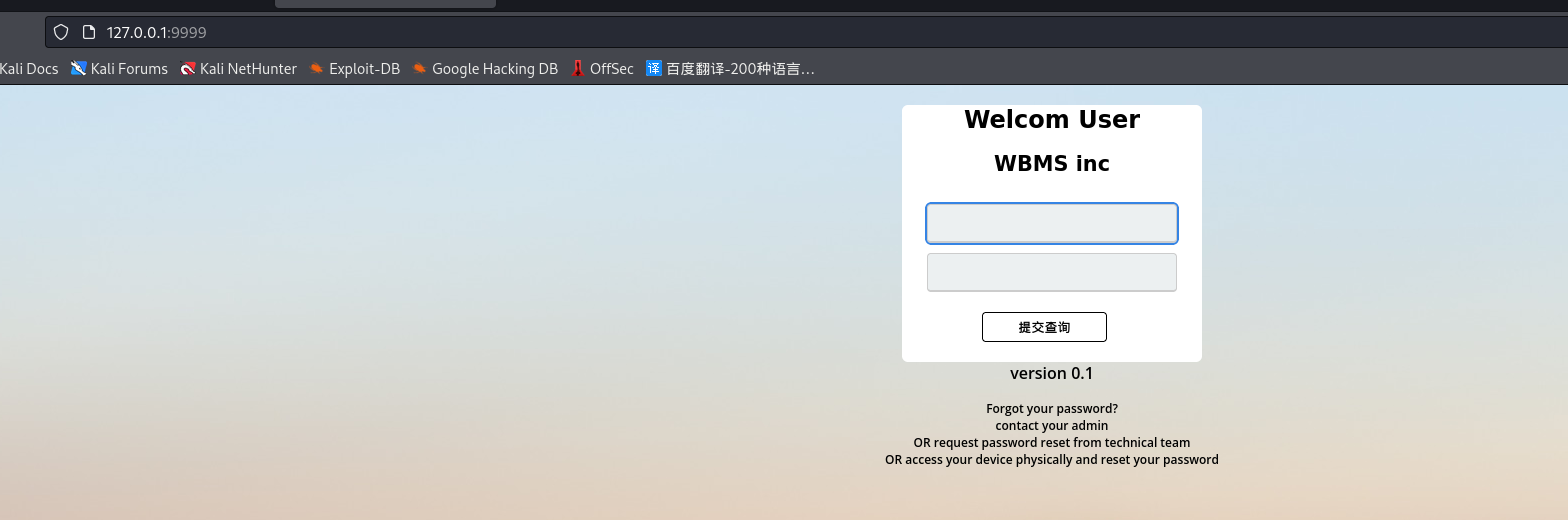 127.0.0.1:9999
Kali Docs Kali Forums Kali NetHunter Exploit-DB Google Hacking DB OffSec 译 百度翻译-200种语言...
Welcom User
WBMS inc
提交查询
version 0.1
Forgot your password?
contact your admin
OR request password reset from technical team
OR access your device physically and reset your password